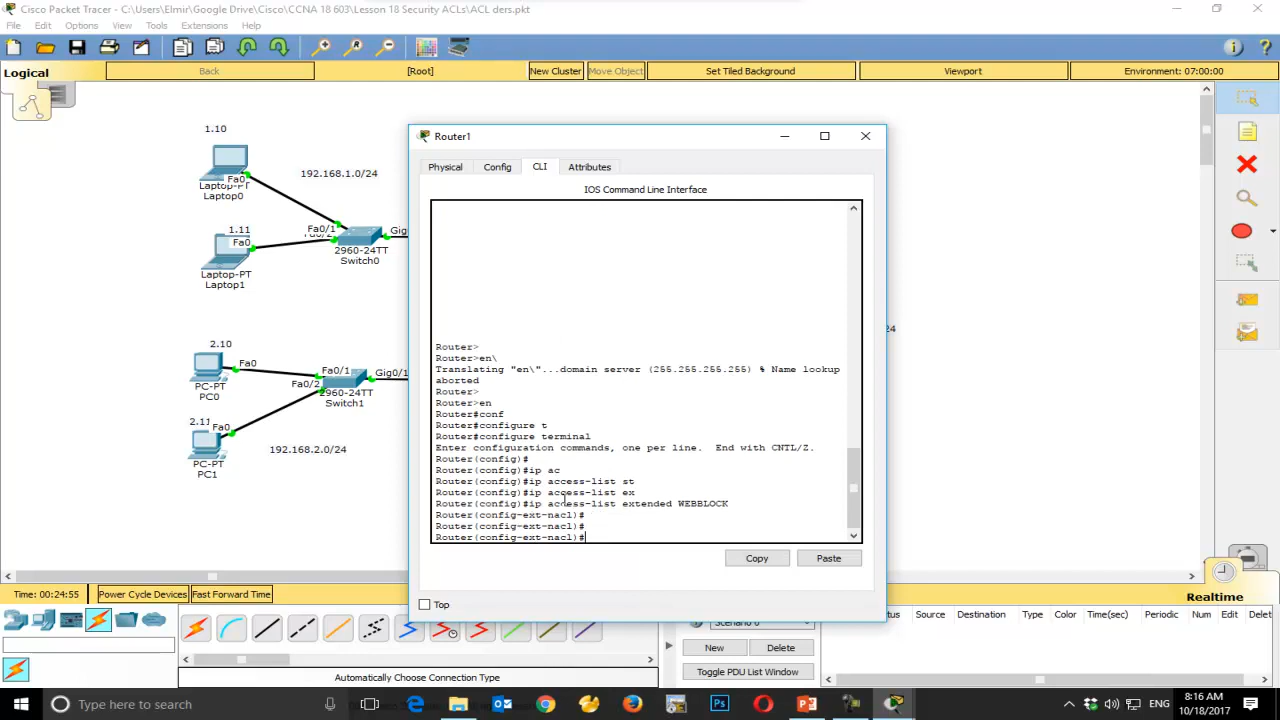 Cisco Packet Tracer - C:\Users\Elmir\Google Drive\Cisco\CCNA 18 603\Lesson 18 Security ACLs\ACL ders.pkt
File Edit Options View Tools Extensions Help
Logical
Back
[Root]
New Cluster
Move Object
Set Tiled Background
Viewport
Environment: 07:00:00
1.10
Fa0
Laptop-PT
Laptop0
192.168.1.0/24
1.11
Fa0
Laptop-PT
Laptop1
Fa0/1
Gig0
2960-24TT
Switch0
2.10
Fa0
PC-PT
PC0
Fa0/1
Fa0/2
Gig0/1
2960-24TT
Switch1
2.11
Fa0
PC-PT
PC1
192.168.2.0/24
24
Router1
Physical Config CLI Attributes
IOS Command Line Interface
Router>
Router>en\
Translating "en\"...domain server (255.255.255.255) % Name lookup
aborted
Router>
Router>en
Router#conf
Router#configure t
Router#configure terminal
Enter configuration commands, one per line.  End with CNTL/Z.
Router(config)#
Router(config)#ip ac
Router(config)#ip access-list st
Router(config)#ip access-list ex
Router(config)#ip access-list extended WEBBLOCK
Router(config-ext-nacl)#
Router(config-ext-nacl)#
Router(config-ext-nacl)#
Copy
Paste
Top
Time: 00:24:55
Power Cycle Devices
Fast Forward Time
Realtime
Scenario 0
New
Delete
Toggle PDU List Window
Source Destination Type Color Time(sec) Periodic Num Edit Delet
Automatically Choose Connection Type
Type here to search
ENG
8:16 AM
10/18/2017